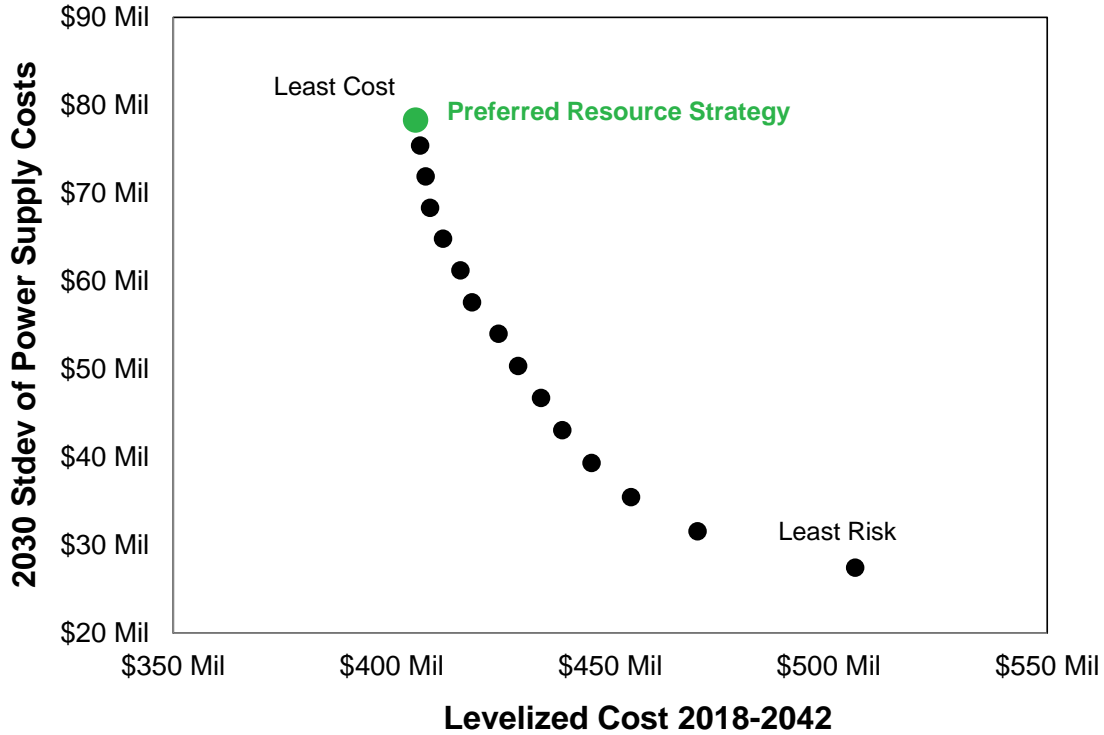 2030 Stdev of Power Supply Costs
$90 Mil
$80 Mil
$70 Mil
$60 Mil
$50 Mil
$40 Mil
$30 Mil
$20 Mil
Least Cost
Preferred Resource Strategy
Least Risk
$350 Mil
$400 Mil
$450 Mil
$500 Mil
$550 Mil
Levelized Cost 2018-2042